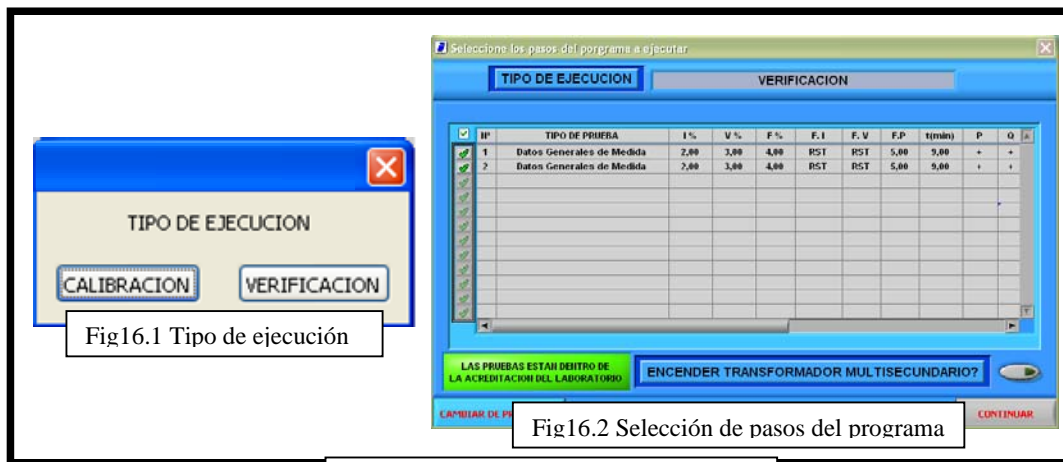 TIPO DE EJECUCION
CALIBRACION VERIFICACION
Fig16.1 Tipo de ejecución
Seleccione los pasos del porgrama a ejecutar
TIPO DE EJECUCION VERIFICACION
Nº TIPO DE PRUEBA I % V % F % F. I F. V F.P t(min) P Q
1 Datos Generales de Medida 2,00 3,00 4,00 RST RST 5,00 9,00 + +
2 Datos Generales de Medida 2,00 3,00 4,00 RST RST 5,00 9,00 + +
LAS PRUEBAS ESTAN DENTRO DE
LA ACREDITACION DEL LABORATORIO
ENCENDER TRANSFORMADOR MULTISECUNDARIO?
CAMBIAR DE CONTINUAR
Fig16.2 Selección de pasos del programa